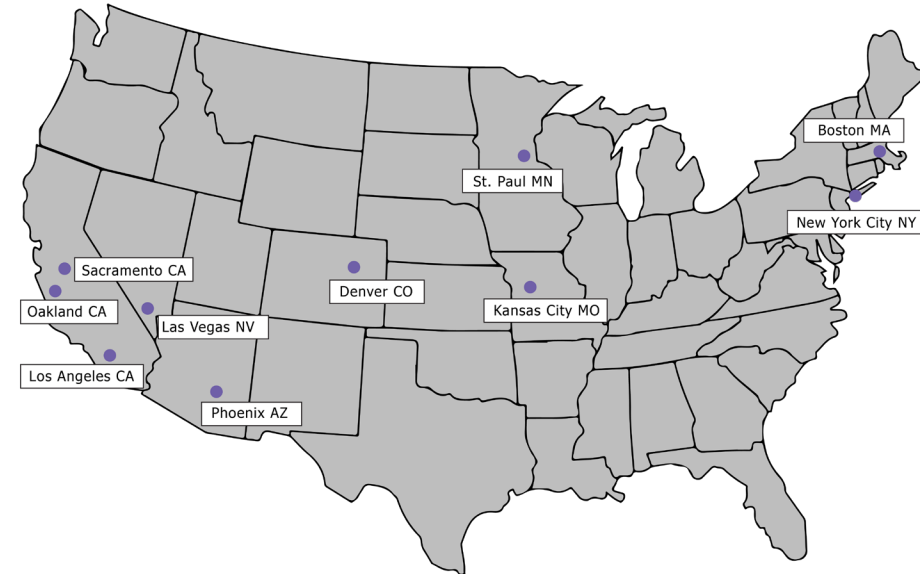 Boston MA
St. Paul MN
New York City NY
Sacramento CA
Denver CO
Oakland CA
Kansas City MO
Las Vegas NV
Los Angeles CA
Phoenix AZ